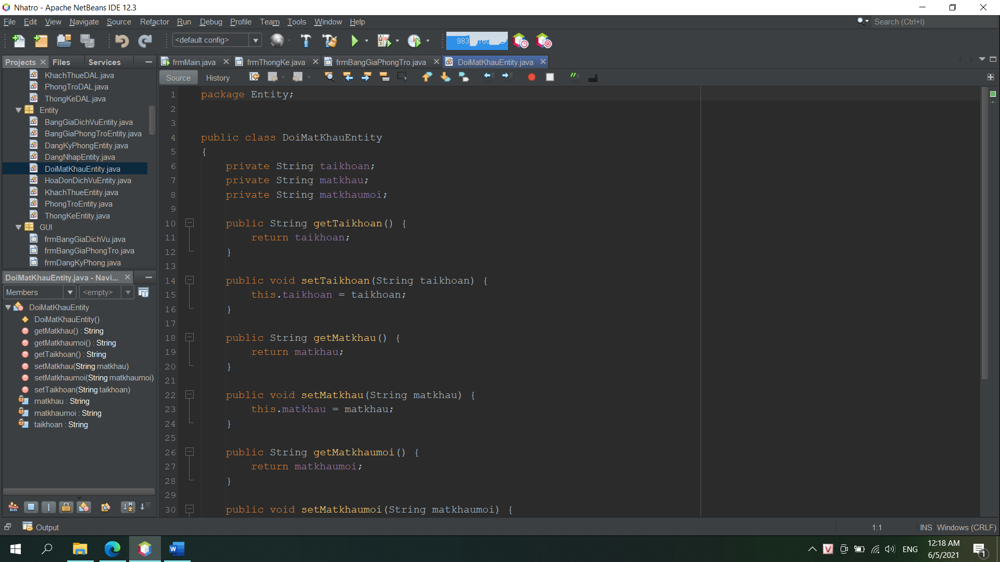 Nhatro - Apache NetBeans IDE 12.3
File Edit View Navigate Source Refactor Run Debug Profile Team Tools Window Help
Search (Ctrl+I)
<default config>
Projects Files Services
frmMain.java frmThongKe.java frmBangGiaPhongTro.java DoiMatKhauEntity.java
Source History
KhachThueDAL.java
PhongTroDAL.java
ThongKeDAL.java
Entity
BangGiaDichVuEntity.java
BangGiaPhongTroEntity.java
DangKyPhongEntity.java
DangNhapEntity.java
DoiMatKhauEntity.java
HoaDonDichVuEntity.java
KhachThueEntity.java
PhongTroEntity.java
ThongKeEntity.java
GUI
frmBangGiaDichVu.java
frmBangGiaPhongTro.java
frmDangKyPhong.java
DoiMatKhauEntity.java - Navi...
Members <empty>
DoiMatKhauEntity
DoiMatKhauEntity()
getMatkhau() : String
getMatkhaumoi() : String
getTaikhoan() : String
setMatkhau(String matkhau)
setMatkhaumoi(String matkhaumoi)
setTaikhoan(String taikhoan)
matkhau : String
matkhaumoi : String
taikhoan : String
1 package Entity;
2
3
4 public class DoiMatKhauEntity
5 {
6 private String taikhoan;
7 private String matkhau;
8 private String matkhaumoi;
9
10 public String getTaikhoan() {
11 return taikhoan;
12 }
13
14 public void setTaikhoan(String taikhoan) {
15 this.taikhoan = taikhoan;
16 }
17
18 public String getMatkhau() {
19 return matkhau;
20 }
21
22 public void setMatkhau(String matkhau) {
23 this.matkhau = matkhau;
24 }
25
26 public String getMatkhaumoi() {
27 return matkhaumoi;
28 }
29
30 public void setMatkhaumoi(String matkhaumoi) {
Output
1:1 INS Windows (CRLF)
ENG
12:18 AM
6/5/2021
1